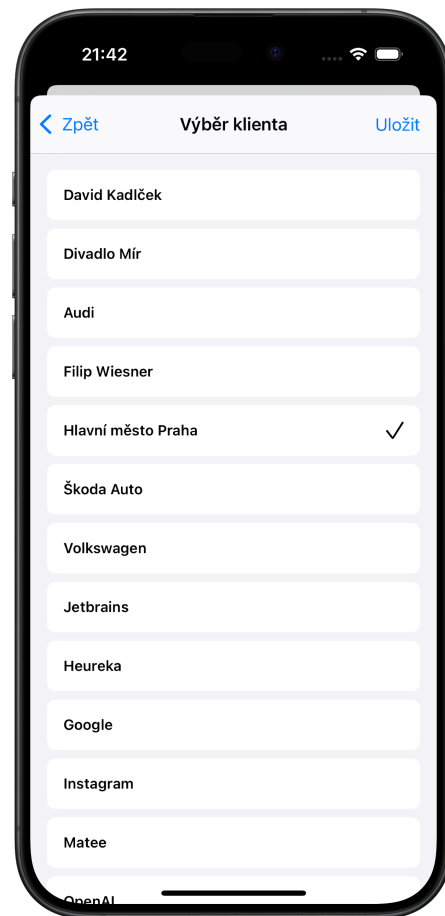 21:42
Zpět Výběr klienta Uložit
David Kadlček
Divadlo Mír
Audi
Filip Wiesner
Hlavní město Praha
Škoda Auto
Volkswagen
Jetbrains
Heureka
Google
Instagram
Matee
OpenAI